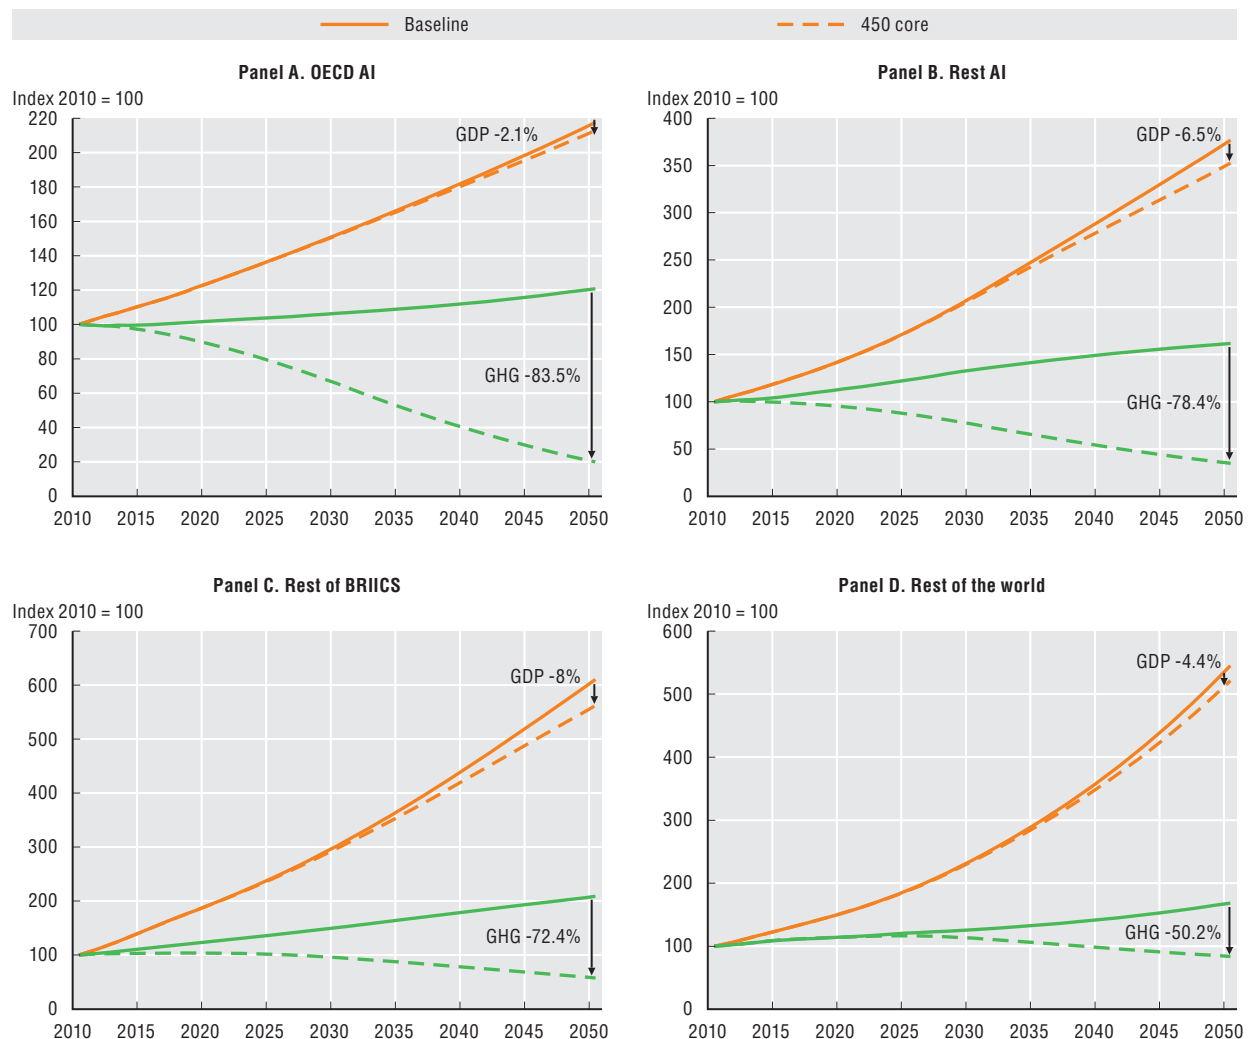 Baseline 450 core
Panel A. OECD AI
Index 2010 = 100
220
200
180
160
140
120
100
80
60
40
20
0
GDP -2.1%
GHG -83.5%
2010 2015 2020 2025 2030 2035 2040 2045 2050
Panel B. Rest AI
Index 2010 = 100
400
350
300
250
200
150
100
50
0
GDP -6.5%
GHG -78.4%
2010 2015 2020 2025 2030 2035 2040 2045 2050
Panel C. Rest of BRIICS
Index 2010 = 100
700
600
500
400
300
200
100
0
GDP -8%
GHG -72.4%
2010 2015 2020 2025 2030 2035 2040 2045 2050
Panel D. Rest of the world
Index 2010 = 100
600
500
400
300
200
100
0
GDP -4.4%
GHG -50.2%
2010 2015 2020 2025 2030 2035 2040 2045 2050